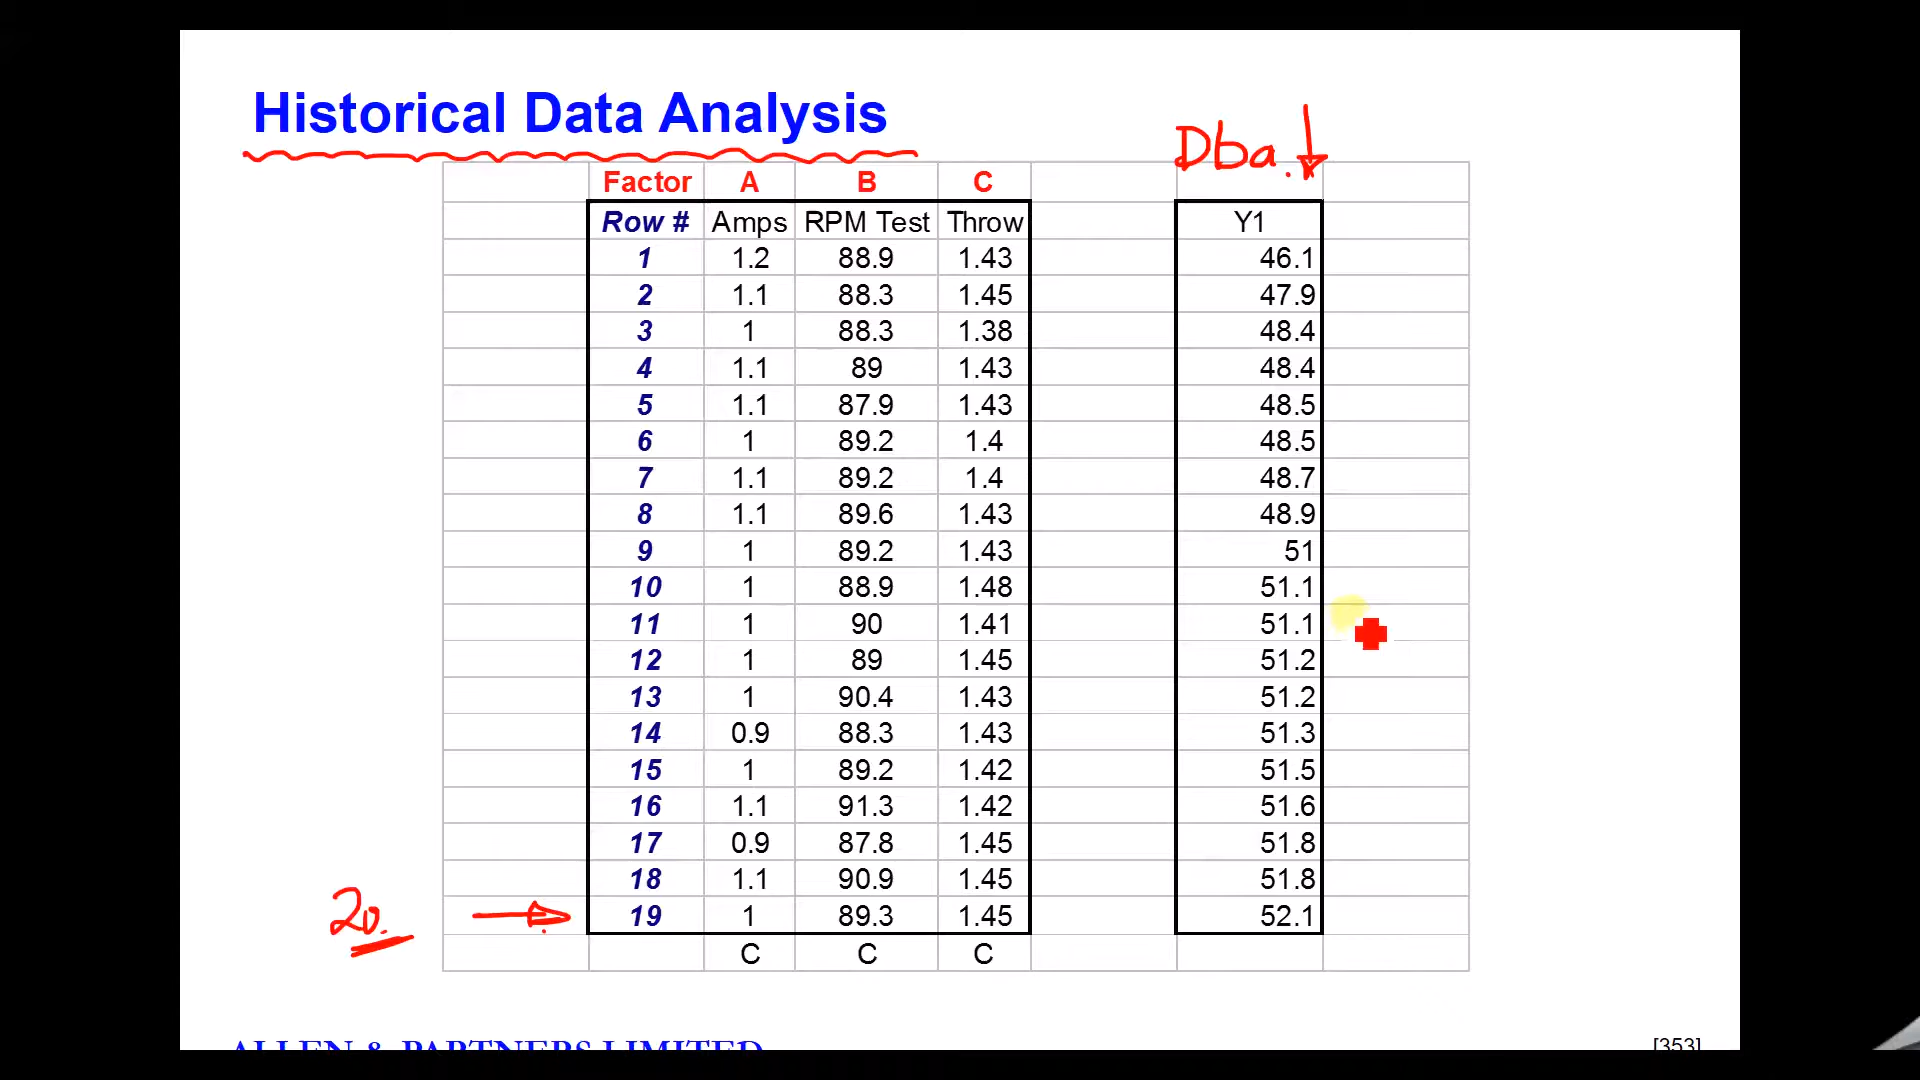 Historical Data Analysis
Dba.
Factor A B C
Row # Amps RPM Test Throw Y1
1 1.2 88.9 1.43 46.1
2 1.1 88.3 1.45 47.9
3 1 88.3 1.38 48.4
4 1.1 89 1.43 48.4
5 1.1 87.9 1.43 48.5
6 1 89.2 1.4 48.5
7 1.1 89.2 1.4 48.7
8 1.1 89.6 1.43 48.9
9 1 89.2 1.43 51
10 1 88.9 1.48 51.1
11 1 90 1.41 51.1
12 1 89 1.45 51.2
13 1 90.4 1.43 51.2
14 0.9 88.3 1.43 51.3
15 1 89.2 1.42 51.5
16 1.1 91.3 1.42 51.6
17 0.9 87.8 1.45 51.8
18 1.1 90.9 1.45 51.8
20. 19 1 89.3 1.45 52.1
C C C
ALLEN & PARTNERS LIMITED [353]